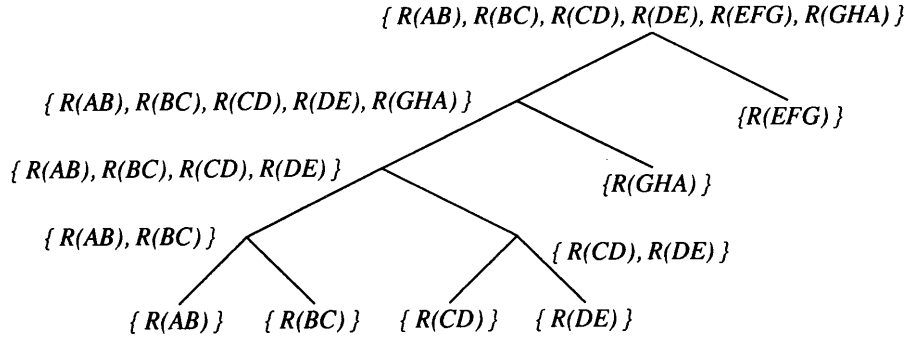 { R(AB), R(BC), R(CD), R(DE), R(EFG), R(GHA) }
{ R(AB), R(BC), R(CD), R(DE), R(GHA) }
{R(EFG) }
{ R(AB), R(BC), R(CD), R(DE) }
{R(GHA) }
{ R(AB), R(BC) }
{ R(CD), R(DE) }
{ R(AB) }
{ R(BC) }
{ R(CD) }
{ R(DE) }